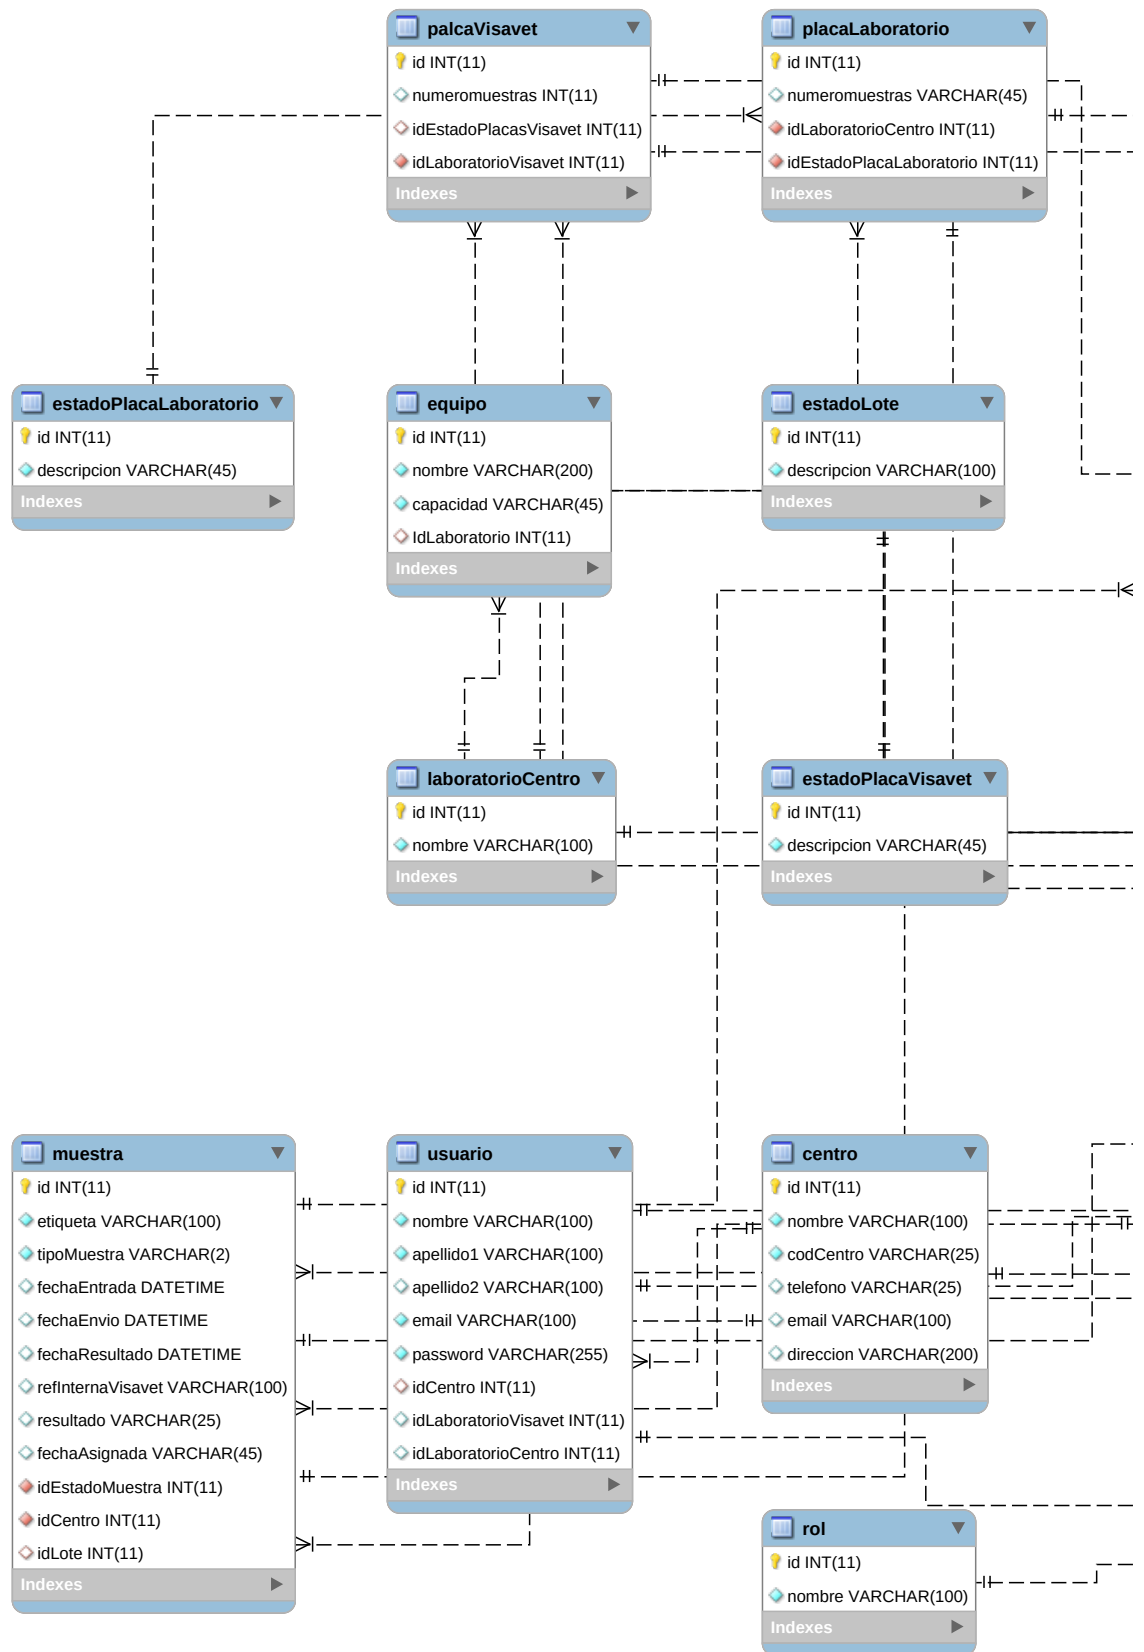 palcaVisavet
id INT(11)
numeromuestras INT(11)
idEstadoPlacasVisavet INT(11)
idLaboratorioVisavet INT(11)
Indexes
placaLaboratorio
id INT(11)
numeromuestras VARCHAR(45)
idLaboratorioCentro INT(11)
idEstadoPlacaLaboratorio INT(11)
Indexes
estadoPlacaLaboratorio
id INT(11)
descripcion VARCHAR(45)
Indexes
equipo
id INT(11)
nombre VARCHAR(200)
capacidad VARCHAR(45)
IdLaboratorio INT(11)
Indexes
estadoLote
id INT(11)
descripcion VARCHAR(100)
Indexes
laboratorioCentro
id INT(11)
nombre VARCHAR(100)
Indexes
estadoPlacaVisavet
id INT(11)
descripcion VARCHAR(45)
Indexes
muestra
id INT(11)
etiqueta VARCHAR(100)
tipoMuestra VARCHAR(2)
fechaEntrada DATETIME
fechaEnvio DATETIME
fechaResultado DATETIME
refInternaVisavet VARCHAR(100)
resultado VARCHAR(25)
fechaAsignada VARCHAR(45)
idEstadoMuestra INT(11)
idCentro INT(11)
idLote INT(11)
Indexes
usuario
id INT(11)
nombre VARCHAR(100)
apellido1 VARCHAR(100)
apellido2 VARCHAR(100)
email VARCHAR(100)
password VARCHAR(255)
idCentro INT(11)
idLaboratorioVisavet INT(11)
idLaboratorioCentro INT(11)
Indexes
centro
id INT(11)
nombre VARCHAR(100)
codCentro VARCHAR(25)
telefono VARCHAR(25)
email VARCHAR(100)
direccion VARCHAR(200)
Indexes
rol
id INT(11)
nombre VARCHAR(100)
Indexes